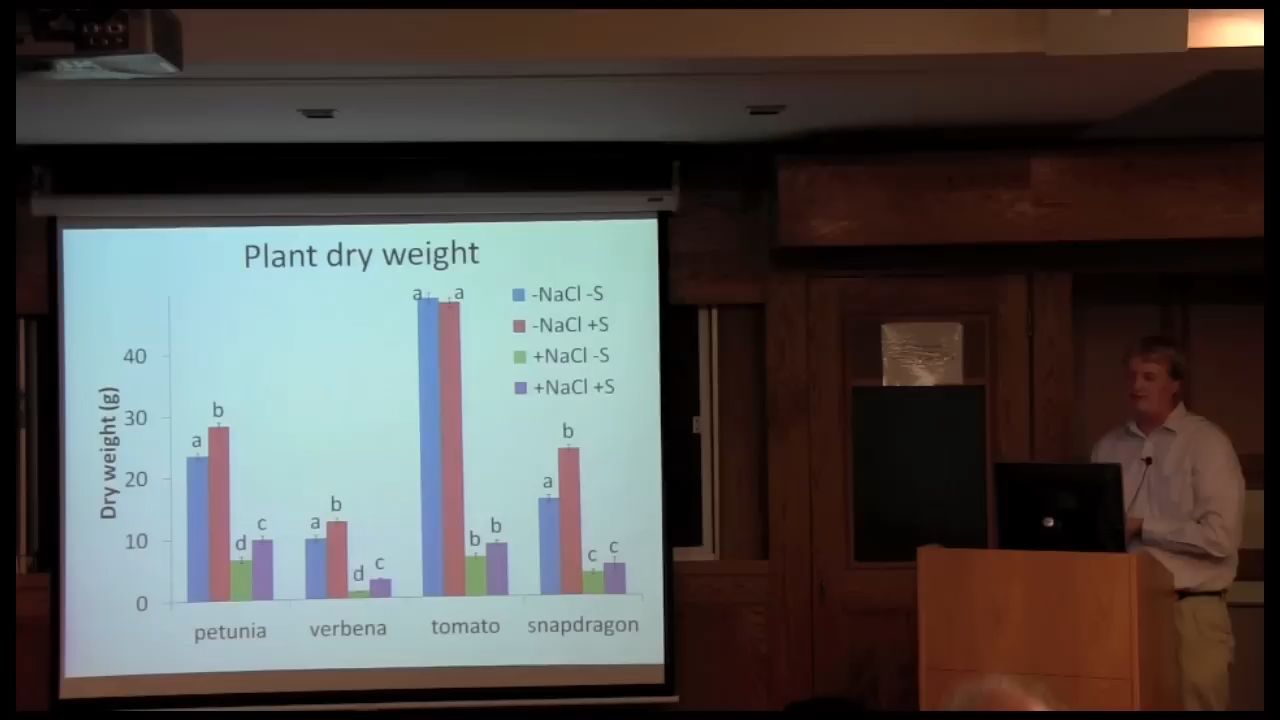 Plant dry weight
-NaCl -S
-NaCl +S
+NaCl -S
+NaCl +S
Dry weight (g)
40
30
20
10
0
a b d c
a b d c
a a b b
a b c c
petunia verbena tomato snapdragon